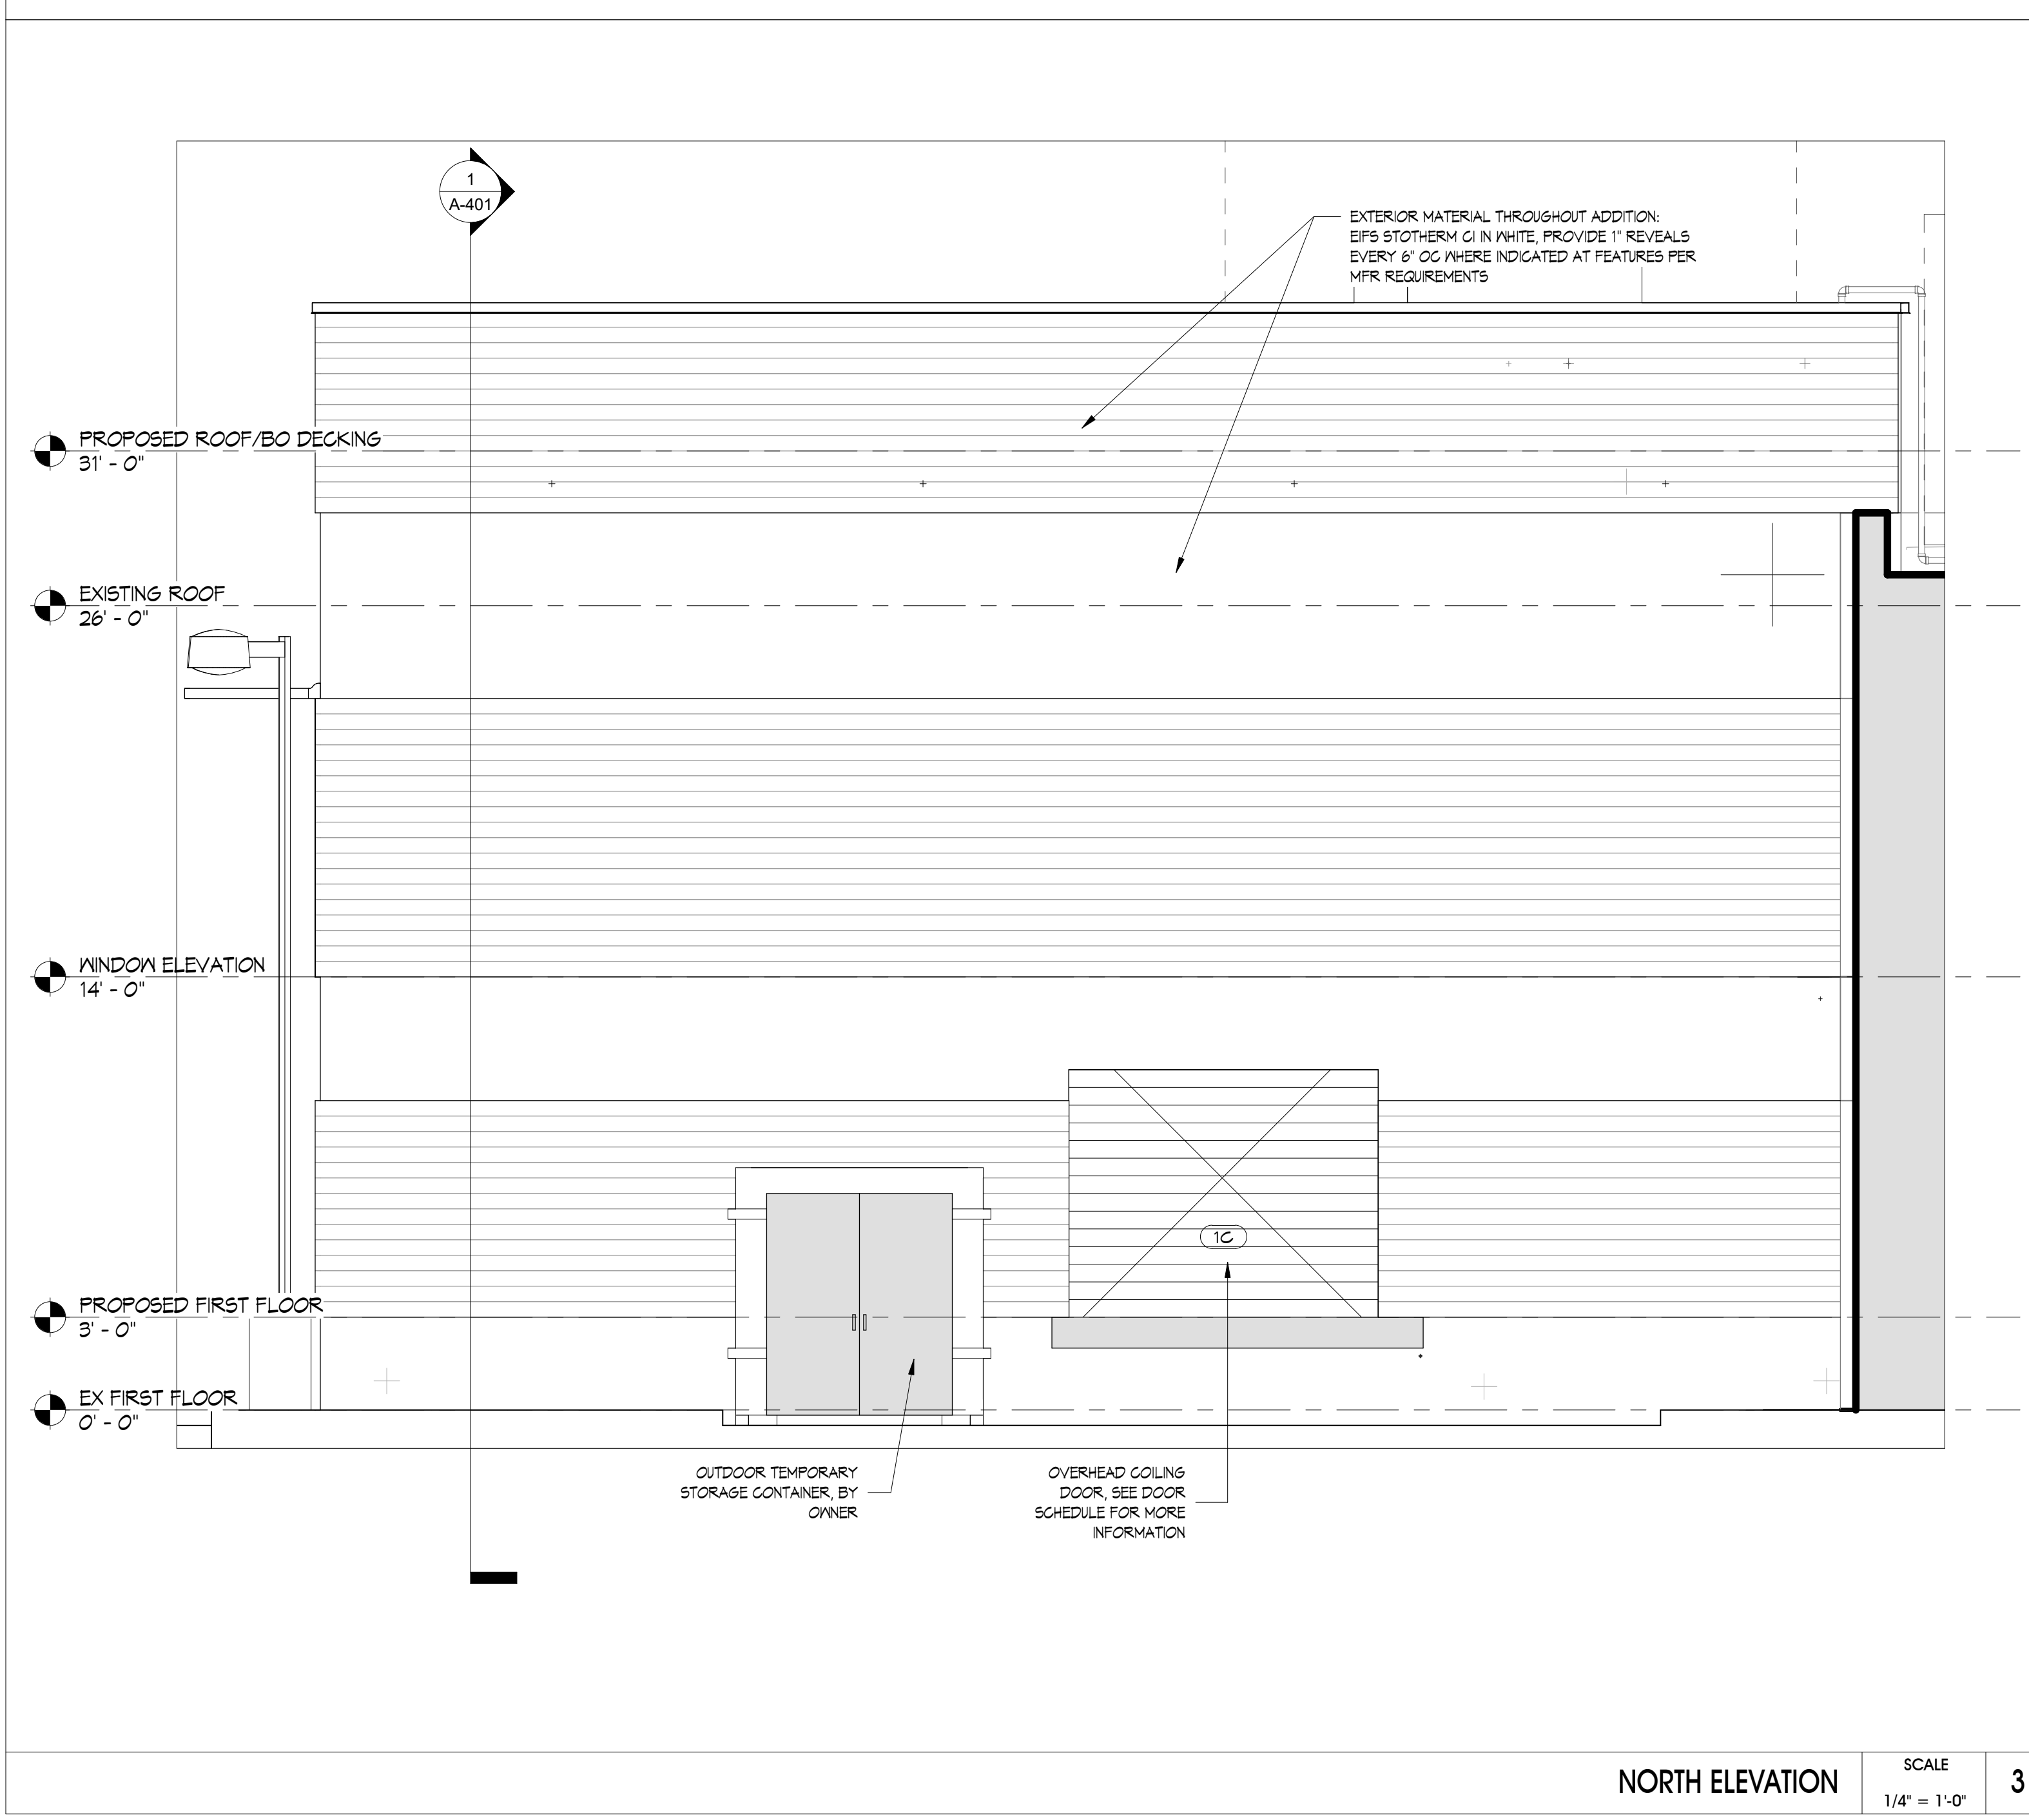 1
A-401
EXTERIOR MATERIAL THROUGHOUT ADDITION:
EIFS STOTHERM CI IN WHITE, PROVIDE 1" REVEALS
EVERY 6" OC WHERE INDICATED AT FEATURES PER
MFR REQUIREMENTS
PROPOSED ROOF/BO DECKING
31' - 0"
EXISTING ROOF
26' - 0"
WINDOW ELEVATION
14' - 0"
1C
PROPOSED FIRST FLOOR
3' - 0"
EX FIRST FLOOR
0' - 0"
OUTDOOR TEMPORARY
STORAGE CONTAINER, BY
OWNER
OVERHEAD COILING
DOOR, SEE DOOR
SCHEDULE FOR MORE
INFORMATION
NORTH ELEVATION
SCALE
1/4" = 1'-0"
3